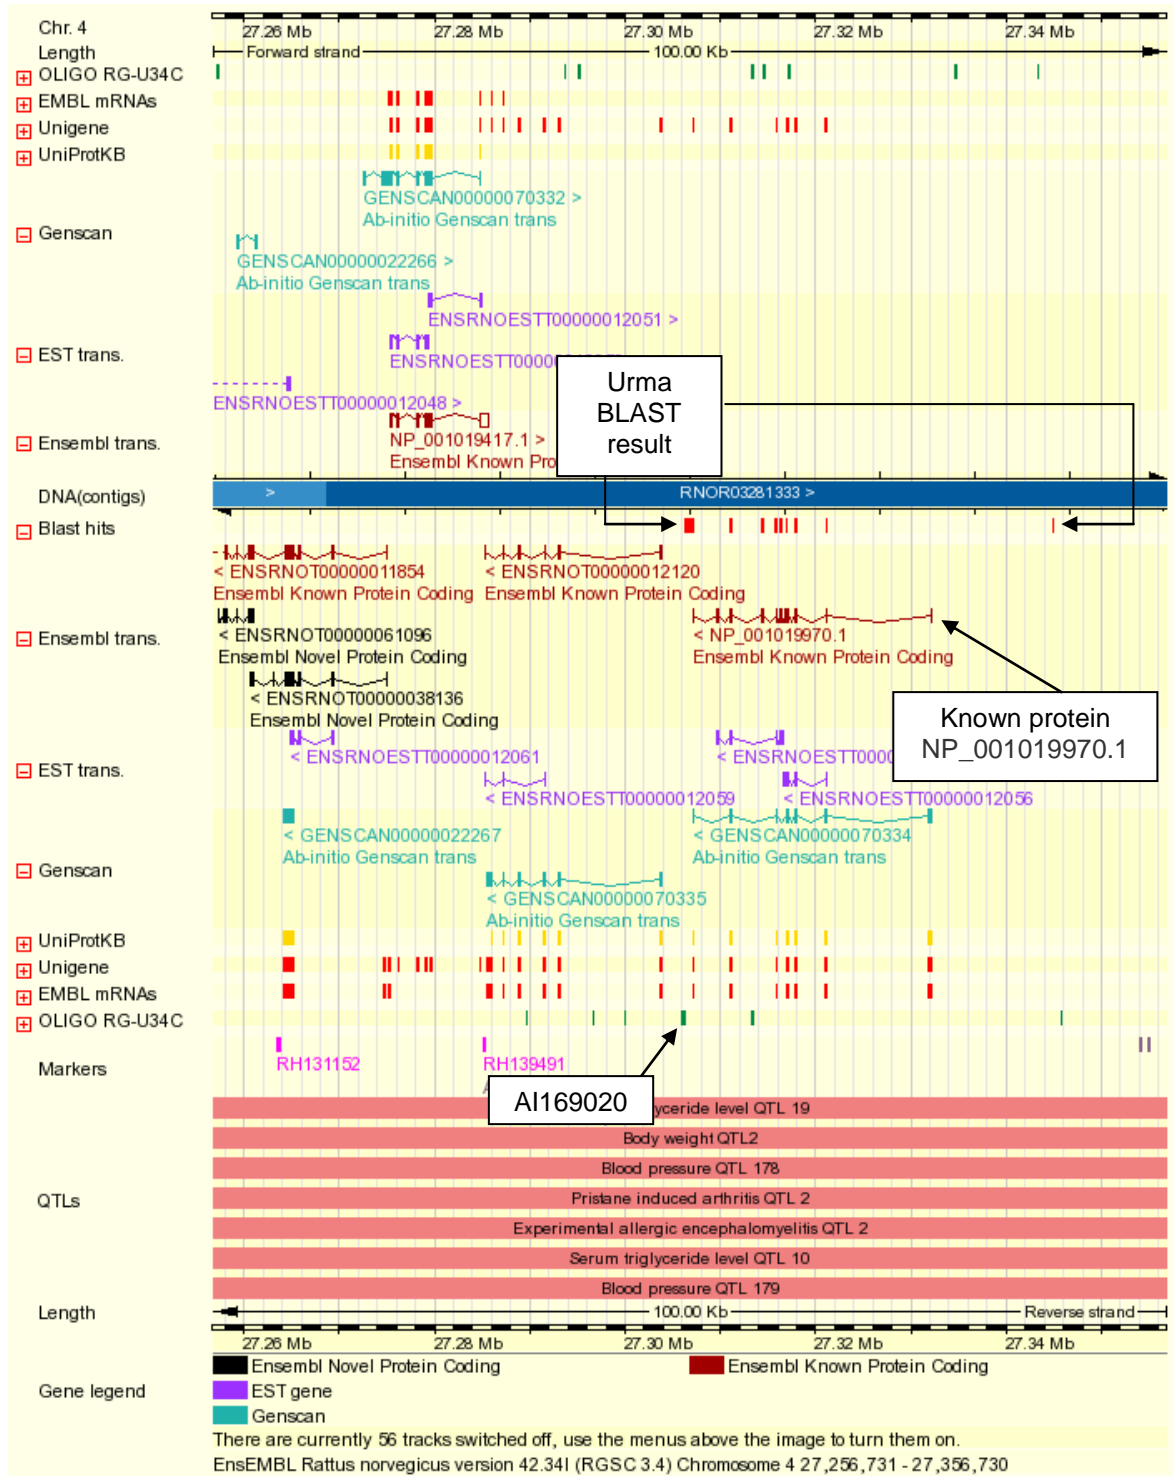 Chr. 4
27.26 Mb 27.28 Mb 27.30 Mb 27.32 Mb 27.34 Mb
Length
Forward strand 100.00 Kb
OLIGO RG-U34C
EMBL mRNAs
Unigene
UniProtKB
GENSCAN00000070332 >
Ab-initio Genscan trans
Genscan
GENSCAN00000022266 >
Ab-initio Genscan trans
ENSRNOESTT00000012051 >
EST trans.
ENSRNOESTT0000
ENSRNOESTT00000012048 >
Urma
BLAST
result
Ensembl trans.
NP_001019417.1 >
Ensembl Known Pro
DNA(contigs)
> RNOR03281333 >
Blast hits
< ENSRNOT00000011854 < ENSRNOT00000012120
Ensembl Known Protein Coding Ensembl Known Protein Coding
Ensembl trans.
< ENSRNOT00000061096 < NP_001019970.1
Ensembl Novel Protein Coding Ensembl Known Protein Coding
< ENSRNOT00000038136
Ensembl Novel Protein Coding
Known protein
NP_001019970.1
EST trans.
< ENSRNOESTT00000012061 < ENSRNOESTT000
< ENSRNOESTT00000012059 < ENSRNOESTT00000012056
< GENSCAN00000022267 < GENSCAN00000070334
Ab-initio Genscan trans Ab-initio Genscan trans
Genscan
< GENSCAN00000070335
Ab-initio Genscan trans
UniProtKB
Unigene
EMBL mRNAs
OLIGO RG-U34C
Markers
RH131152 RH139491
AI169020
yceride level QTL 19
Body weight QTL2
Blood pressure QTL 178
QTLs
Pristane induced arthritis QTL 2
Experimental allergic encephalomyelitis QTL 2
Serum triglyceride level QTL 10
Blood pressure QTL 179
Length
100.00 Kb Reverse strand
27.26 Mb 27.28 Mb 27.30 Mb 27.32 Mb 27.34 Mb
Gene legend
Ensembl Novel Protein Coding Ensembl Known Protein Coding
EST gene
Genscan
There are currently 56 tracks switched off, use the menus above the image to turn them on.
EnsEMBL Rattus norvegicus version 42.34l (RGSC 3.4) Chromosome 4 27,256,731 - 27,356,730